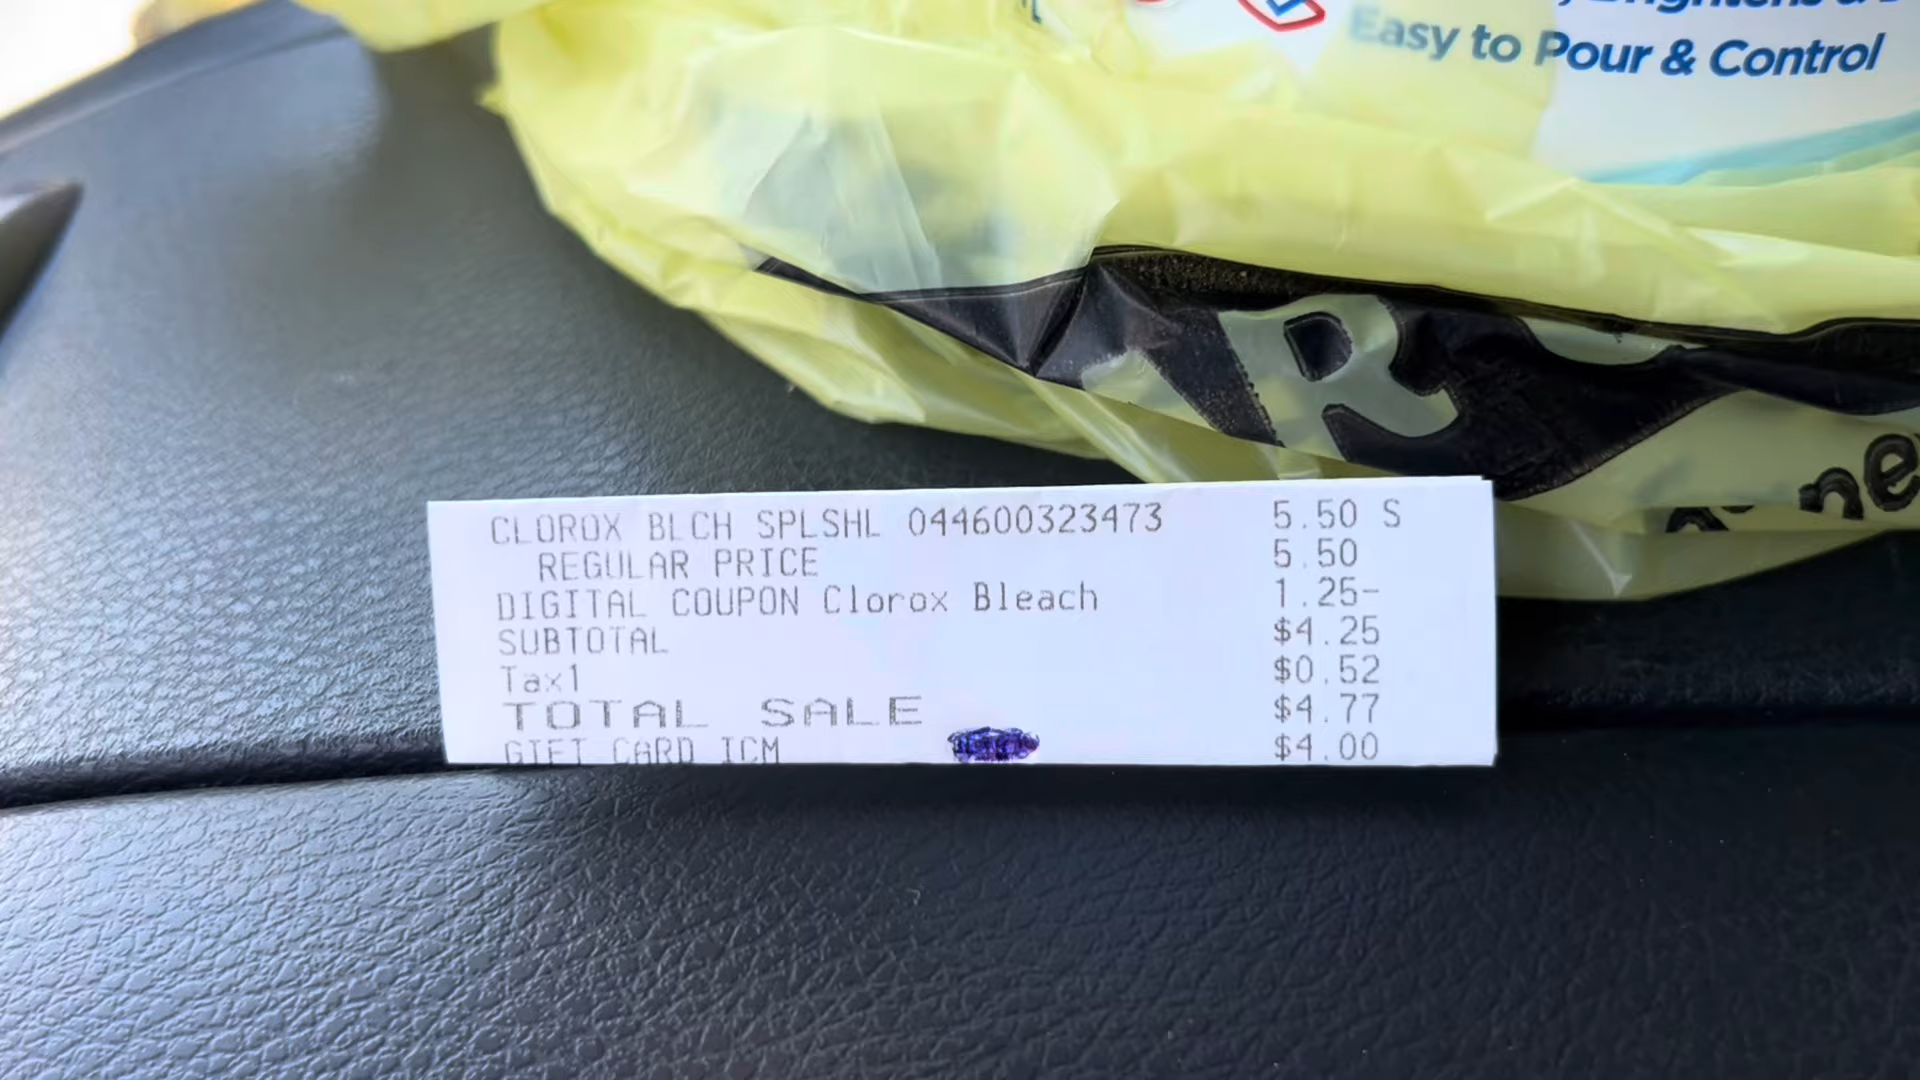 Easy to Pour & Control
R
ne
CLOROX BLCH SPLSHL 044600323473 5.50 S
REGULAR PRICE 5.50
DIGITAL COUPON Clorox Bleach 1.25-
SUBTOTAL $4.25
Tax1 $0.52
TOTAL SALE $4.77
GIFT CARD ICM $4.00